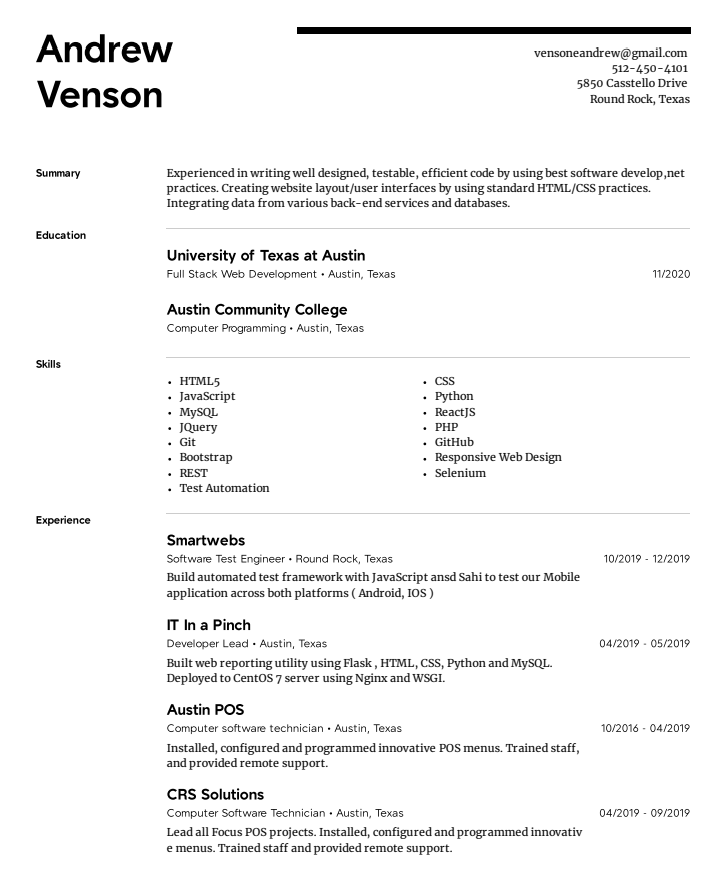 Andrew
Venson
vensoneandrew@gmail.com
512-450-4101
5850 Casstello Drive
Round Rock, Texas
Summary
Experienced in writing well designed, testable, efficient code by using best software develop,net
practices. Creating website layout/user interfaces by using standard HTML/CSS practices.
Integrating data from various back-end services and databases.
Education
University of Texas at Austin
Full Stack Web Development • Austin, Texas 11/2020
Austin Community College
Computer Programming • Austin, Texas
Skills
• HTML5
• JavaScript
• MySQL
• JQuery
• Git
• Bootstrap
• REST
• Test Automation
• CSS
• Python
• ReactJS
• PHP
• GitHub
• Responsive Web Design
• Selenium
Experience
Smartwebs
Software Test Engineer • Round Rock, Texas 10/2019 - 12/2019
Build automated test framework with JavaScript ansd Sahi to test our Mobile
application across both platforms ( Android, IOS )
IT In a Pinch
Developer Lead • Austin, Texas 04/2019 - 05/2019
Built web reporting utility using Flask , HTML, CSS, Python and MySQL.
Deployed to CentOS 7 server using Nginx and WSGI.
Austin POS
Computer software technician • Austin, Texas 10/2016 - 04/2019
Installed, configured and programmed innovative POS menus. Trained staff,
and provided remote support.
CRS Solutions
Computer Software Technician • Austin, Texas 04/2019 - 09/2019
Lead all Focus POS projects. Installed, configured and programmed innovativ
e menus. Trained staff and provided remote support.